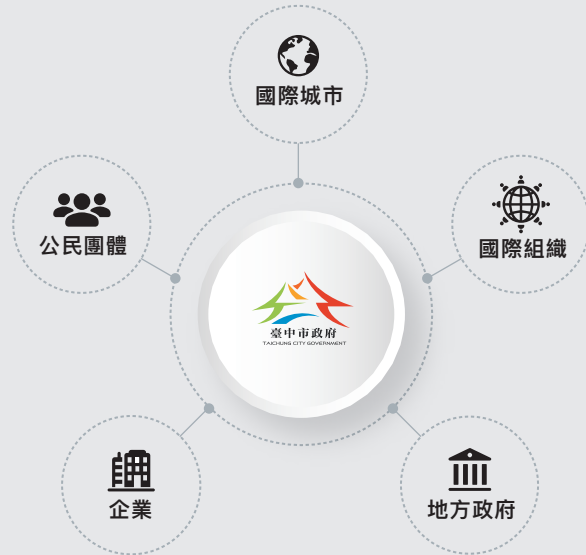 國際城市
公民團體
國際組織
臺中市政府
TAICHUNG CITY GOVERNMENT
企業
地方政府